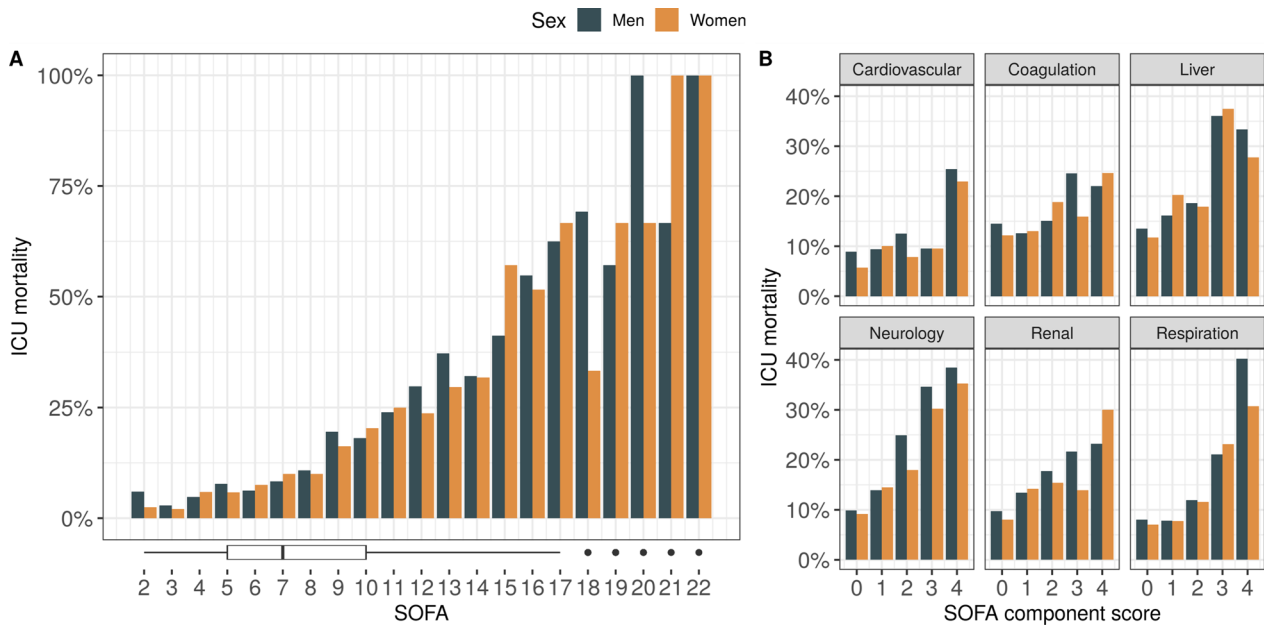 Sex Men Women
A
100%
75%
50%
25%
0%
ICU mortality
2 3 4 5 6 7 8 9 10 11 12 13 14 15 16 17 18 19 20 21 22
SOFA
B
Cardiovascular Coagulation Liver
40%
30%
20%
10%
0%
ICU mortality
Neurology Renal Respiration
40%
30%
20%
10%
0%
0 1 2 3 4 0 1 2 3 4 0 1 2 3 4
SOFA component score